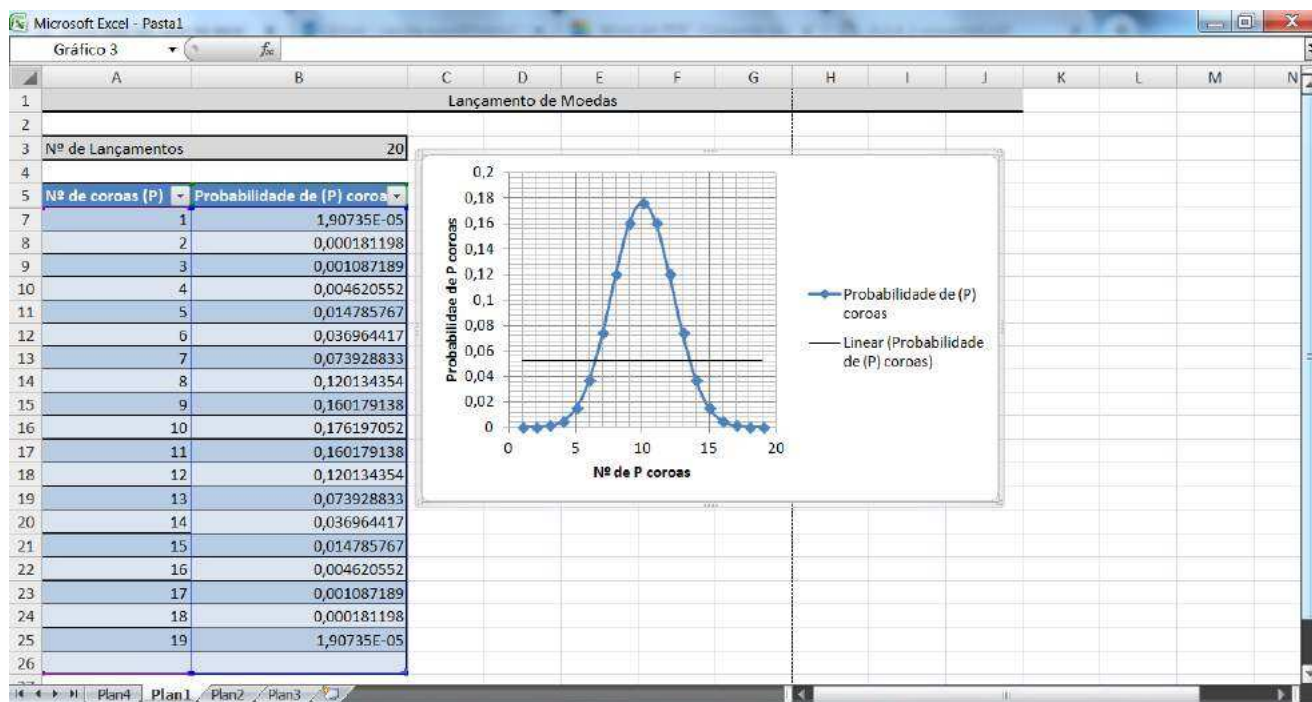 Microsoft Excel - Pasta1
Gráfico 3 fx
A B C D E F G H I J K L M N
1 Lançamento de Moedas
2
3 Nº de Lançamentos 20
4
5 Nº de coroas (P) Probabilidade de (P) coroa
7 1 1,90735E-05
8 2 0,000181198
9 3 0,001087189
10 4 0,004620552
11 5 0,014785767
12 6 0,036964417
13 7 0,073928833
14 8 0,120134354
15 9 0,160179138
16 10 0,176197052
17 11 0,160179138
18 12 0,120134354
19 13 0,073928833
20 14 0,036964417
21 15 0,014785767
22 16 0,004620552
23 17 0,001087189
24 18 0,000181198
25 19 1,90735E-05
26
Probabilidae de P coroas
0,2
0,18
0,16
0,14
0,12
0,1
0,08
0,06
0,04
0,02
0
0 5 10 15 20
Nº de P coroas
Probabilidade de (P)
coroas
Linear (Probabilidade
de (P) coroas)
Plan4 Plan1 Plan2 Plan3